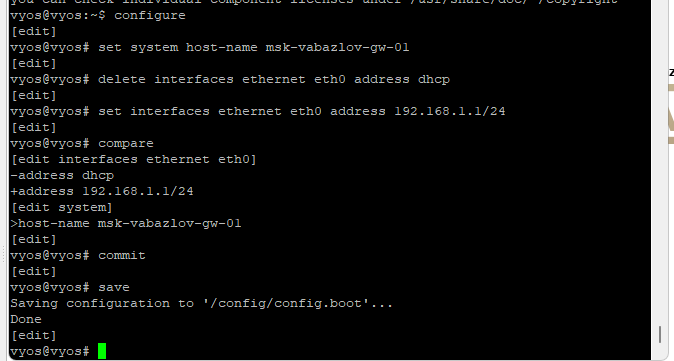 you can check individual component licenses under /usr/share/doc/*/copyright
vyos@vyos:~$ configure
[edit]
vyos@vyos# set system host-name msk-vabazlov-gw-01
[edit]
vyos@vyos# delete interfaces ethernet eth0 address dhcp
[edit]
vyos@vyos# set interfaces ethernet eth0 address 192.168.1.1/24
[edit]
vyos@vyos# compare
[edit interfaces ethernet eth0]
-address dhcp
+address 192.168.1.1/24
[edit system]
>host-name msk-vabazlov-gw-01
[edit]
vyos@vyos# commit
[edit]
vyos@vyos# save
Saving configuration to '/config/config.boot'...
Done
[edit]
vyos@vyos#